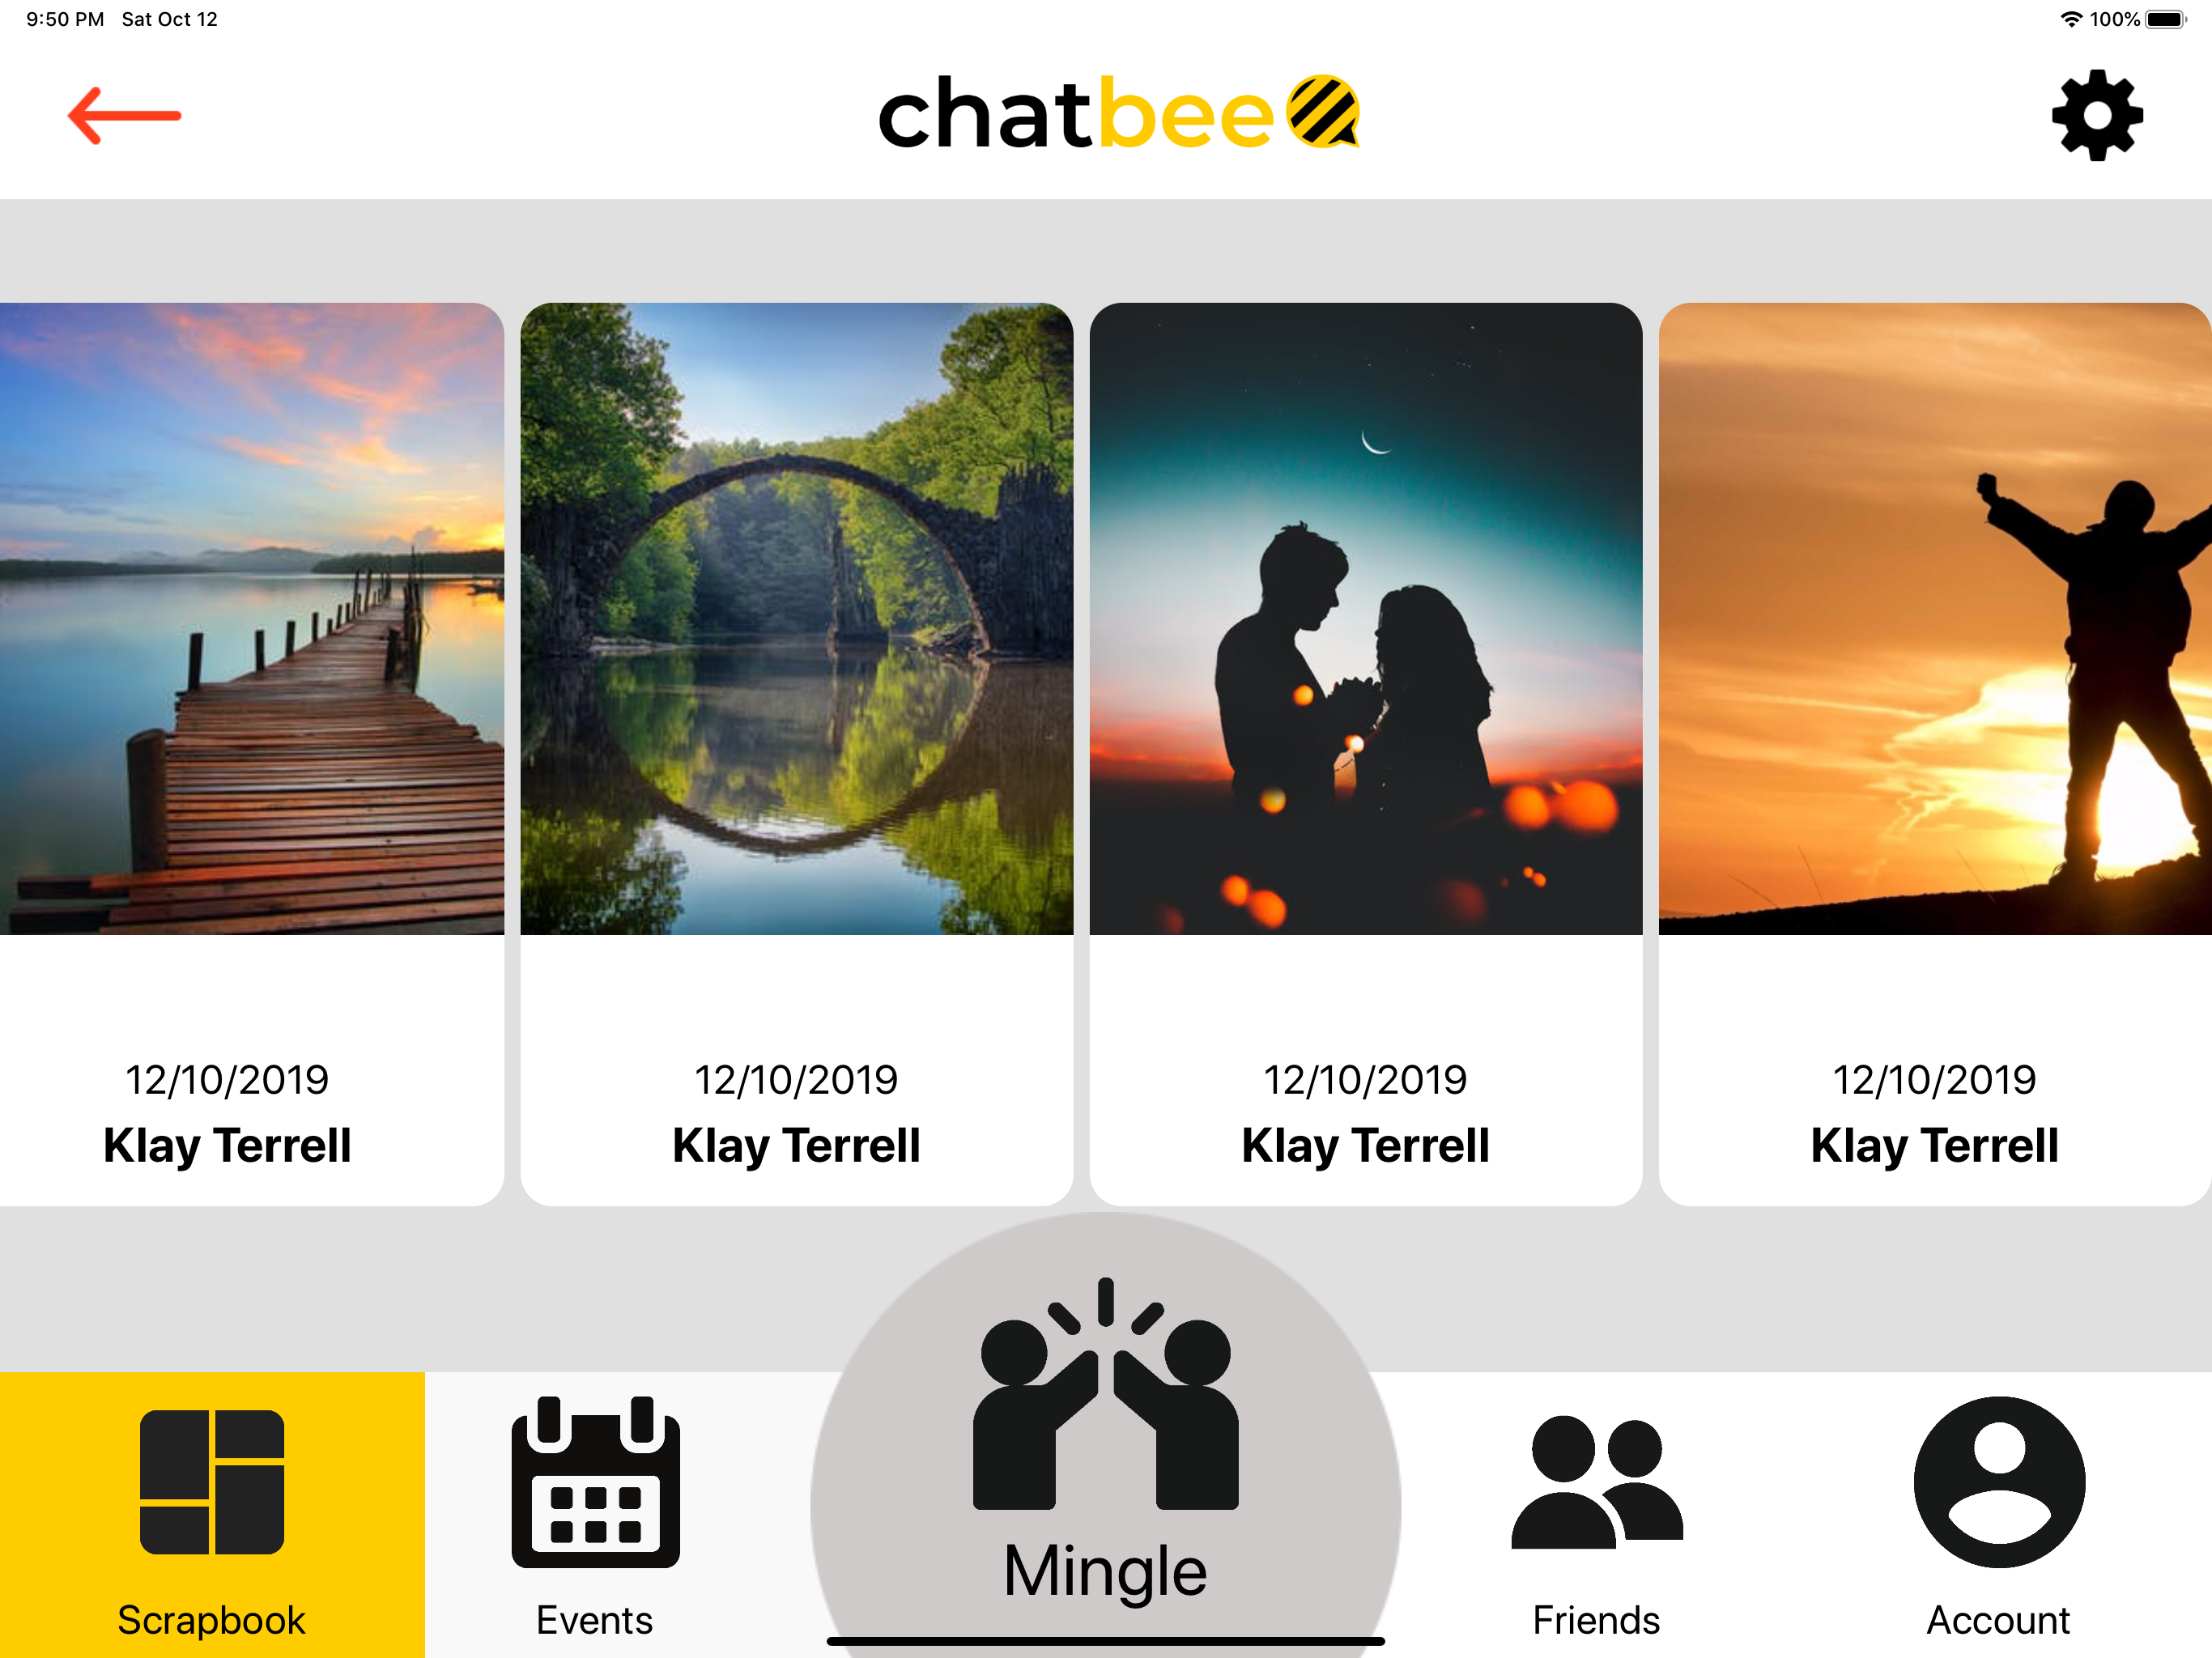 9:50 PM Sat Oct 12 100%
chatbee
12/10/2019
Klay Terrell
12/10/2019
Klay Terrell
12/10/2019
Klay Terrell
12/10/2019
Klay Terrell
Scrapbook
Events
Mingle
Friends
Account